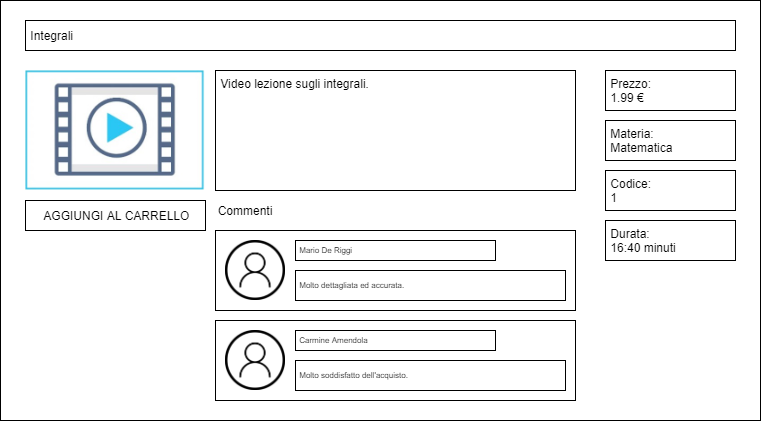 Integrali
Video lezione sugli integrali.
AGGIUNGI AL CARRELLO
Commenti
Mario De Riggi
Molto dettagliata ed accurata.
Carmine Amendola
Molto soddisfatto dell'acquisto.
Prezzo:
1.99 €
Materia:
Matematica
Codice:
1
Durata:
16:40 minuti